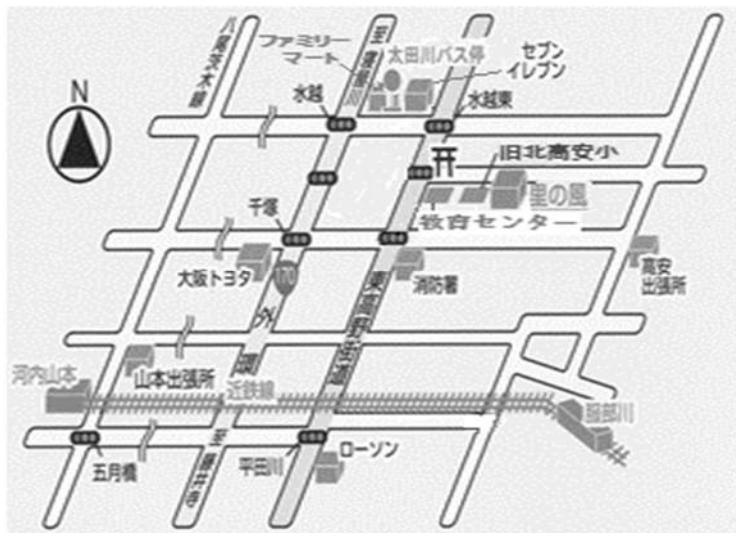 N
八尾茨木線
至寝屋川
ファミリー
マート
太田川バス停
セブン
イレブン
水越
水越東
旧北高安小
里の風
教育センター
千塚
大阪トヨタ
170
消防署
高安
出張所
外環
東高野街道
河内山本
山本出張所
近鉄線
服部川
五月橋
至藤井寺
平田川
ローソン